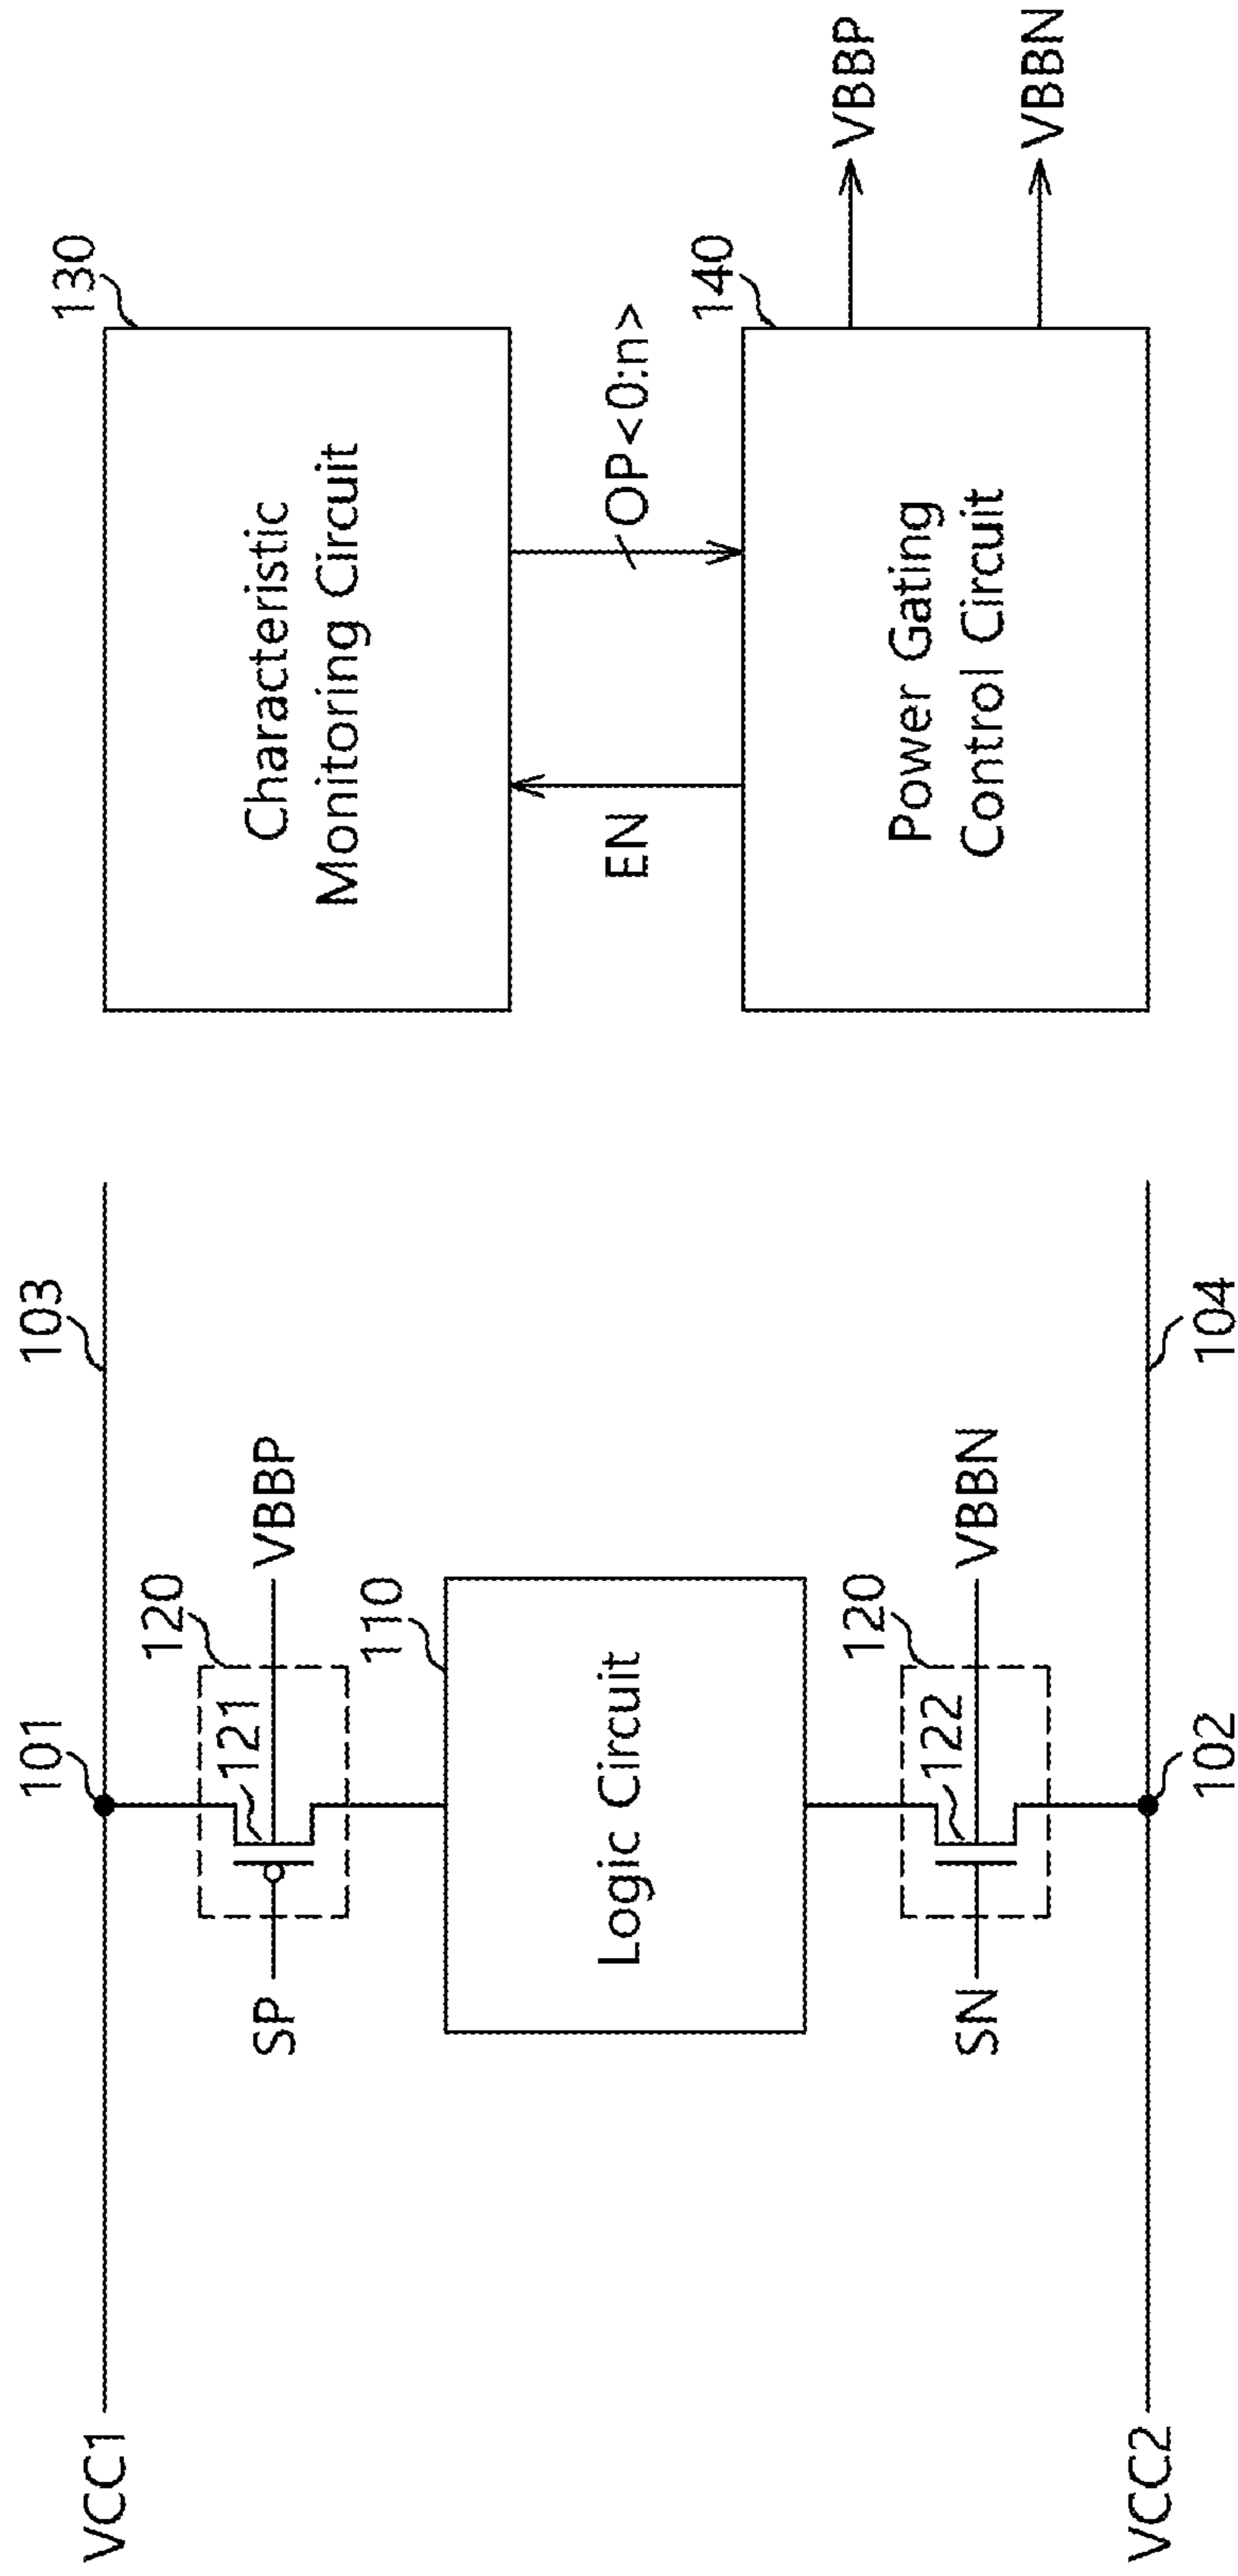 VCC1
101
103
130
SP
121
120
VBBP
Characteristic
Monitoring Circuit
110
Logic Circuit
EN
OP<0:n>
140
SN
122
120
VBBN
Power Gating
Control Circuit
VBBP
VBBN
VCC2
102
104